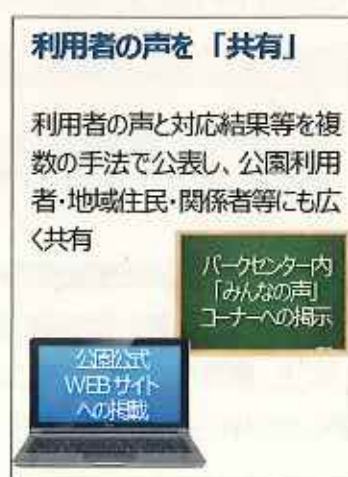 利用者の声を「共有」
利用者の声と対応結果等を複
数の手法で公表し、公園利用
者・地域住民・関係者等にも広
く共有
パークセンター内
「みんなの声」
コーナーへの掲示
公園公式
WEBサイト
への掲載